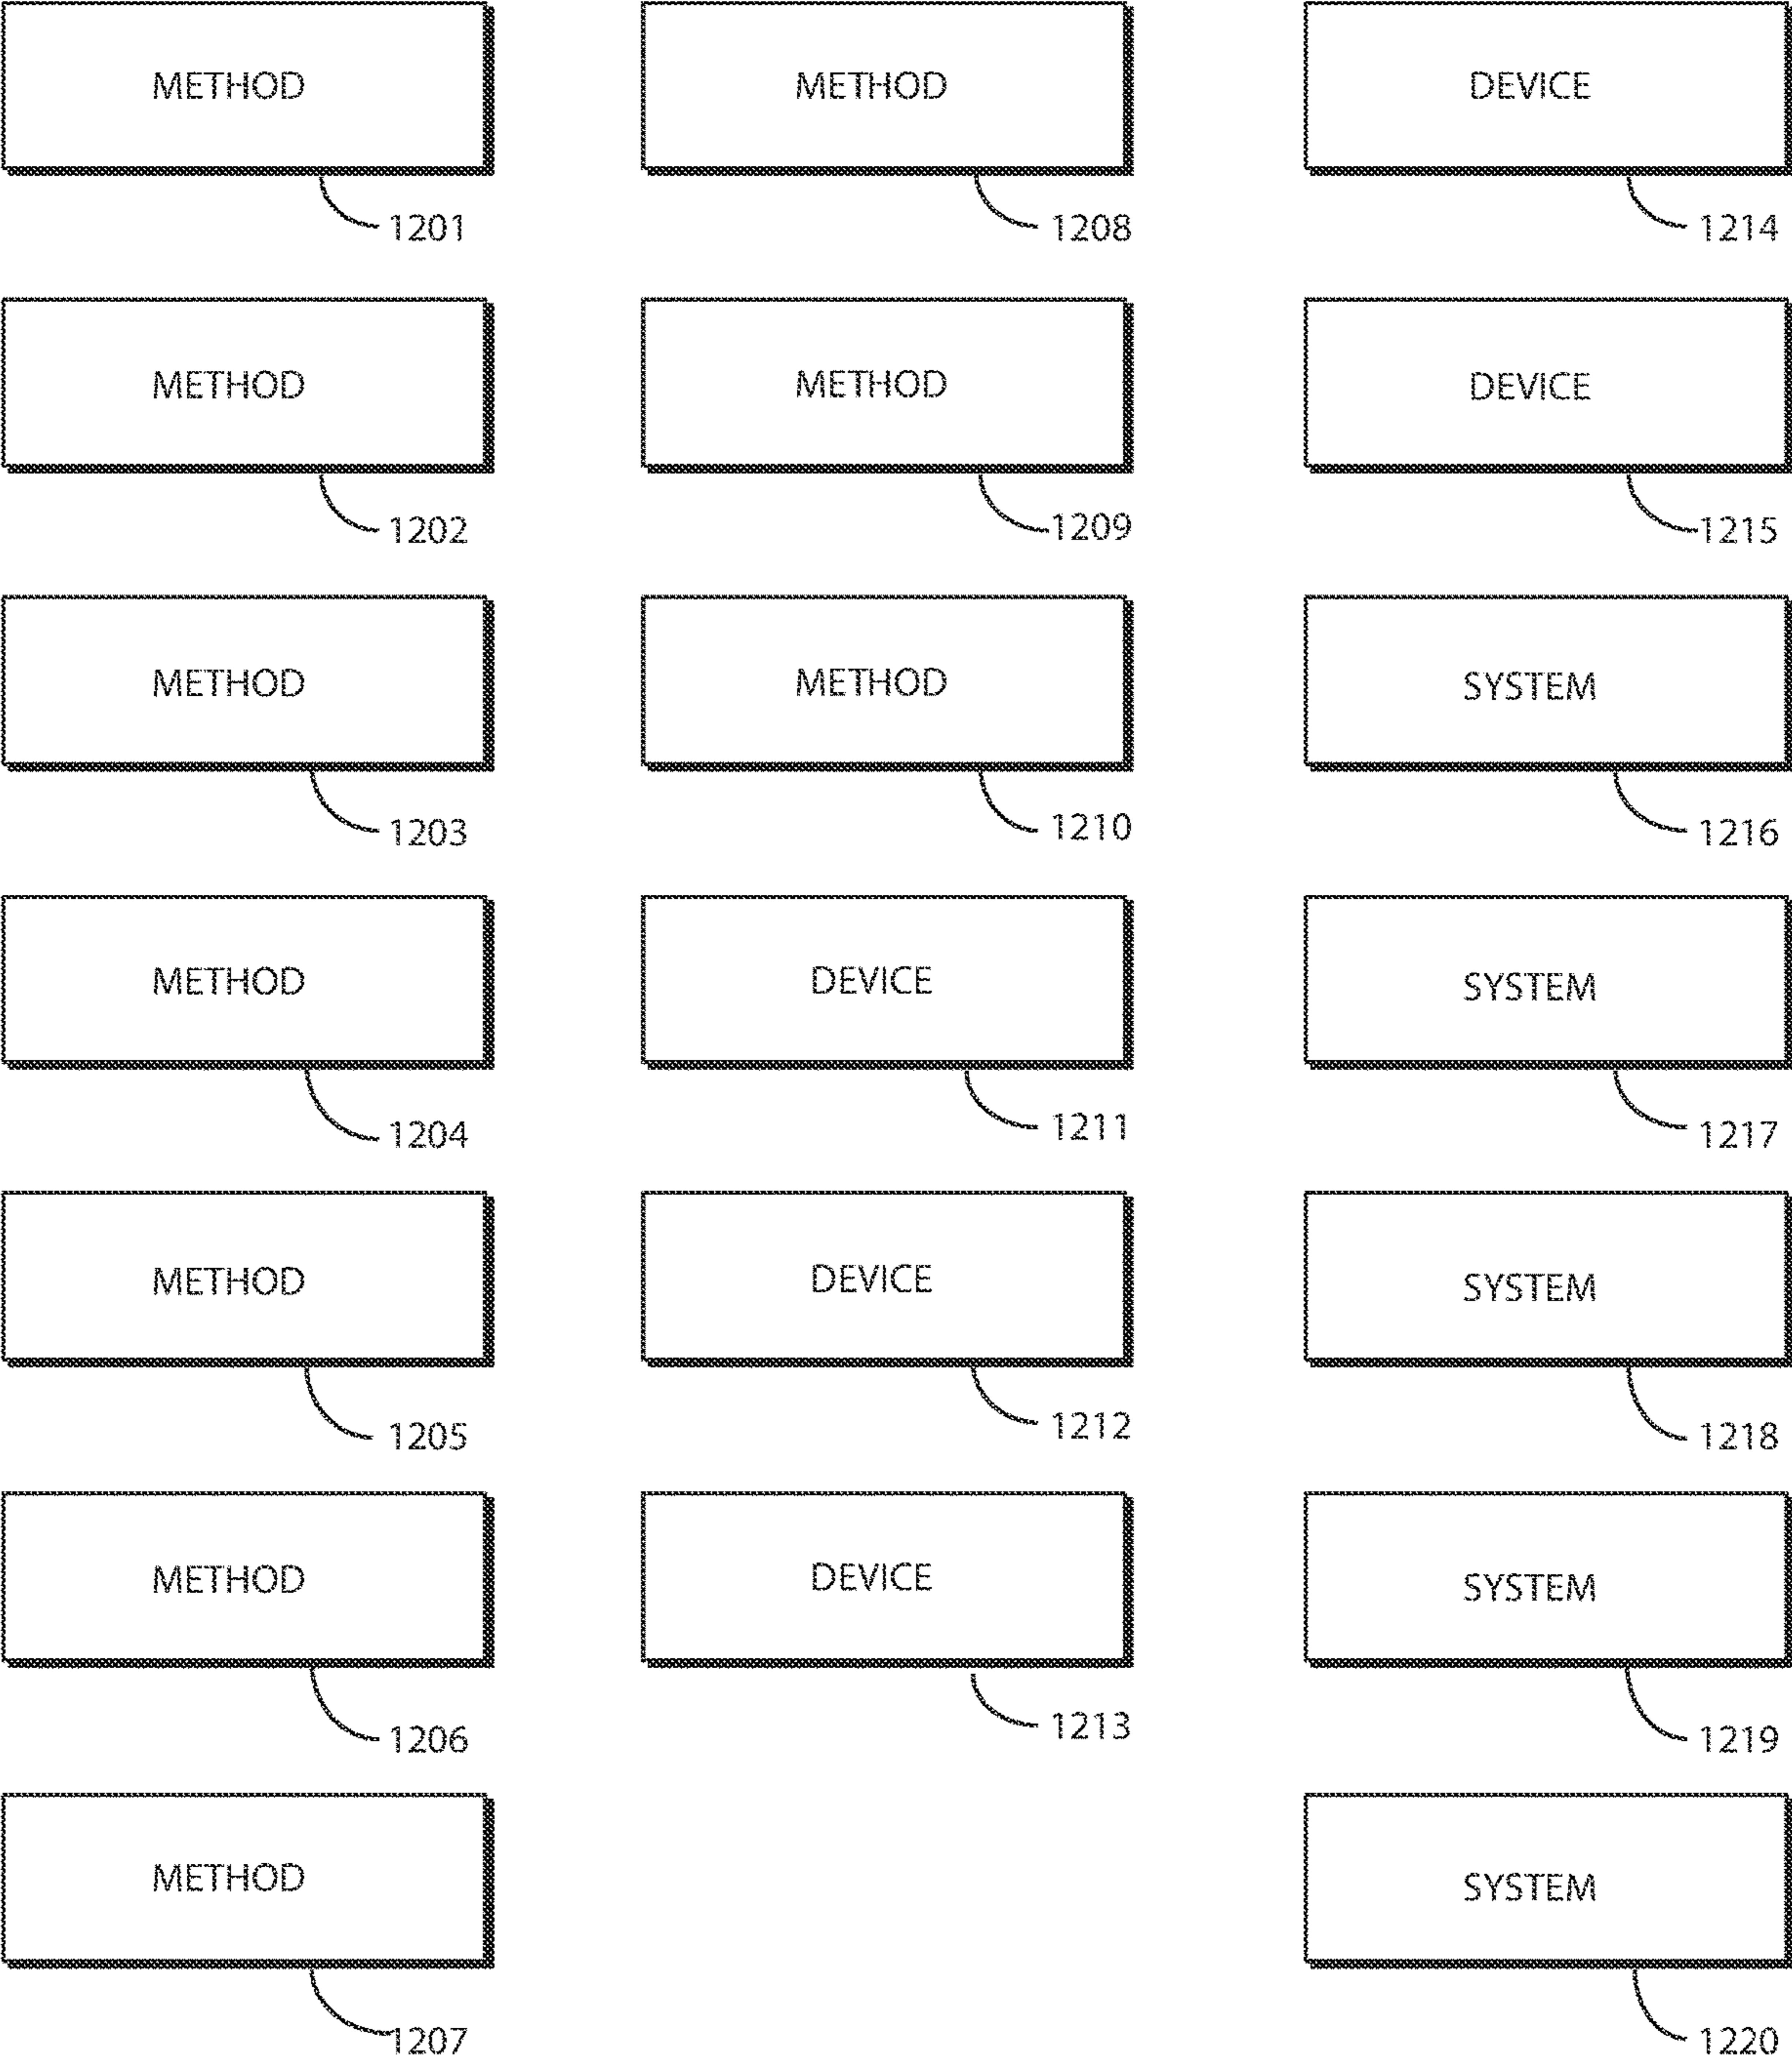 METHOD
1201
METHOD
1202
METHOD
1203
METHOD
1204
METHOD
1205
METHOD
1206
METHOD
1207
METHOD
1208
METHOD
1209
METHOD
1210
DEVICE
1211
DEVICE
1212
DEVICE
1213
DEVICE
1214
DEVICE
1215
SYSTEM
1216
SYSTEM
1217
SYSTEM
1218
SYSTEM
1219
SYSTEM
1220